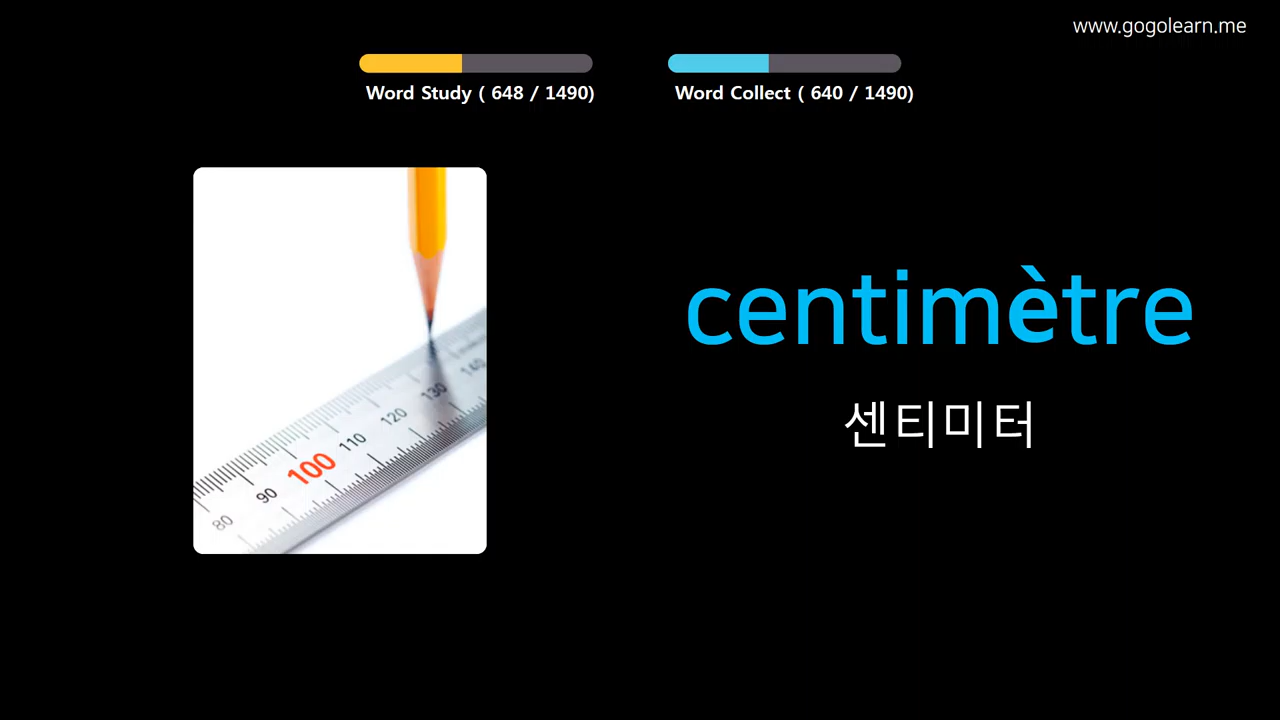 www.gogolearn.me
Word Study ( 648 / 1490)
Word Collect ( 640 / 1490)
centimètre
센티미터
80
90
100
110
120
130
140